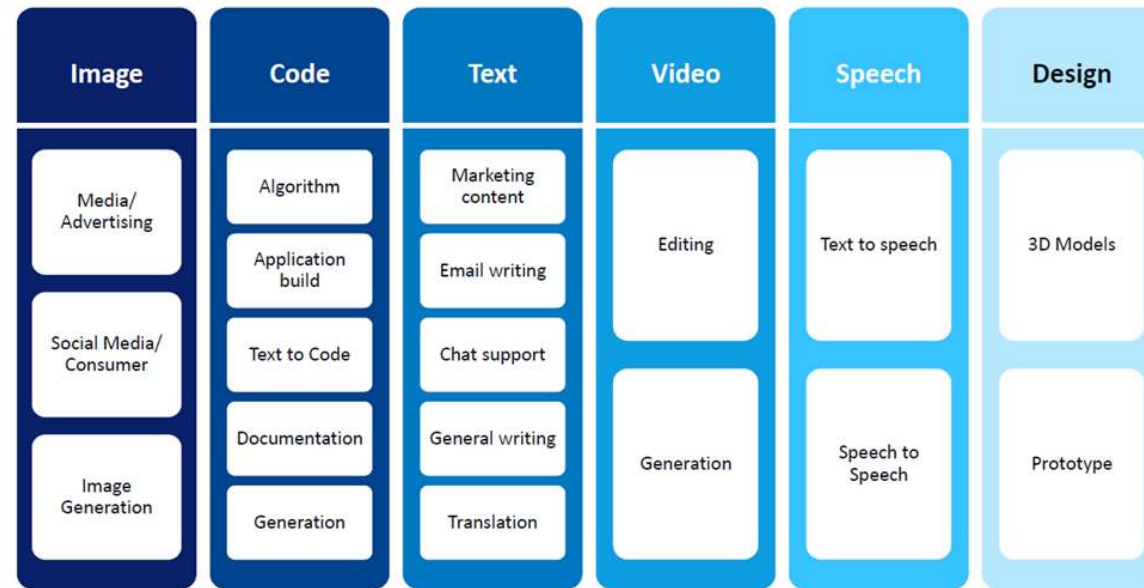 Image
Media/
Advertising
Social Media/
Consumer
Image
Generation
Code
Algorithm
Application
build
Text to Code
Documentation
Generation
Text
Marketing
content
Email writing
Chat support
General writing
Translation
Video
Editing
Generation
Speech
Text to speech
Speech to
Speech
Design
3D Models
Prototype